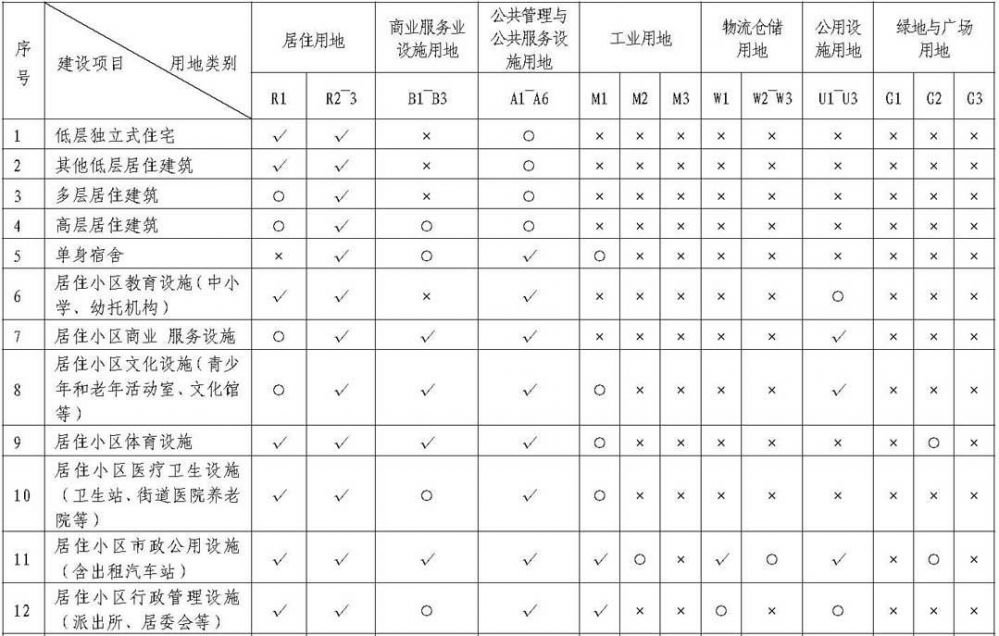 序号 建设项目 用地类别 居住用地 商业服务业设施用地 公共管理与公共服务设施用地 工业用地 物流仓储用地 公用设施用地 绿地与广场用地
R1 R2-3 B1-B3 A1-A6 M1 M2 M3 W1 W2-W3 U1-U3 G1 G2 G3
1 低层独立式住宅 √ √ × ○ × × × × × × × × ×
2 其他低层居住建筑 √ √ × ○ × × × × × × × × ×
3 多层居住建筑 ○ √ × ○ × × × × × × × × ×
4 高层居住建筑 ○ √ ○ ○ × × × × × × × × ×
5 单身宿舍 × √ ○ √ ○ × × × × × × × ×
6 居住小区教育设施(中小学、幼托机构) √ √ × √ × × × × × ○ × × ×
7 居住小区商业 服务设施 ○ √ √ √ × × × × × √ × × ×
8 居住小区文化设施(青少年和老年活动室、文化馆等) ○ √ √ √ ○ × × × × √ × × ×
9 居住小区体育设施 √ √ √ √ ○ × × × × × × ○ ×
10 居住小区医疗卫生设施(卫生站、街道医院养老院等) √ √ ○ √ ○ × × × × × × × ×
11 居住小区市政公用设施(含出租汽车站) √ √ √ √ √ ○ × √ ○ √ × ○ ×
12 居住小区行政管理设施(派出所、居委会等) √ √ ○ √ √ × × ○ × ○ × × ×